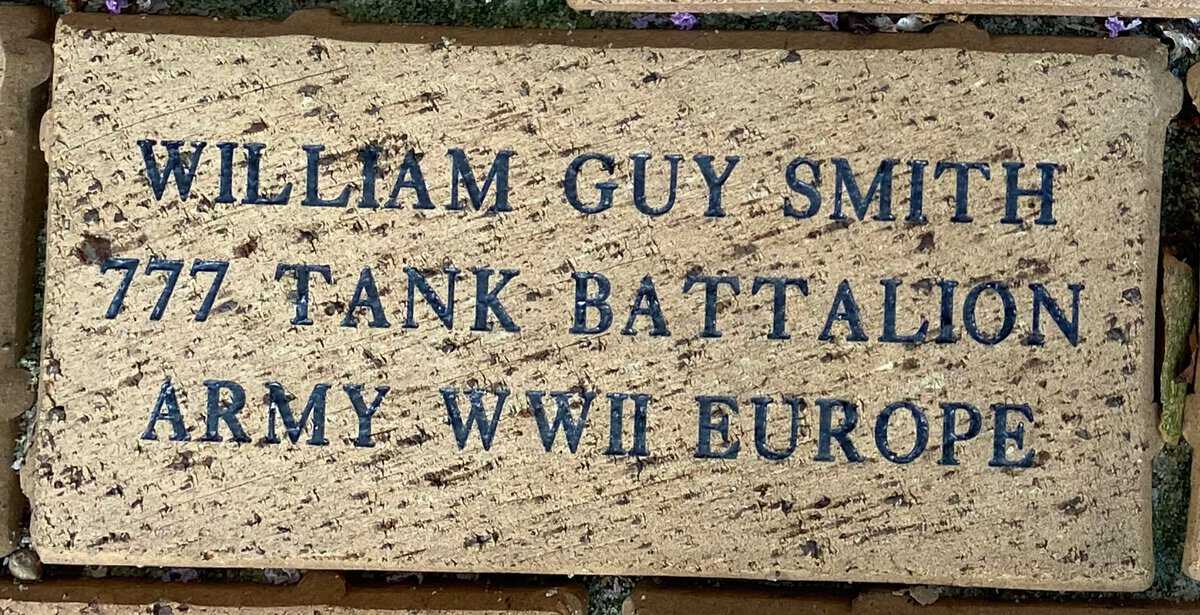 WILLIAM GUY SMITH
777 TANK BATTALION
ARMY WWII EUROPE